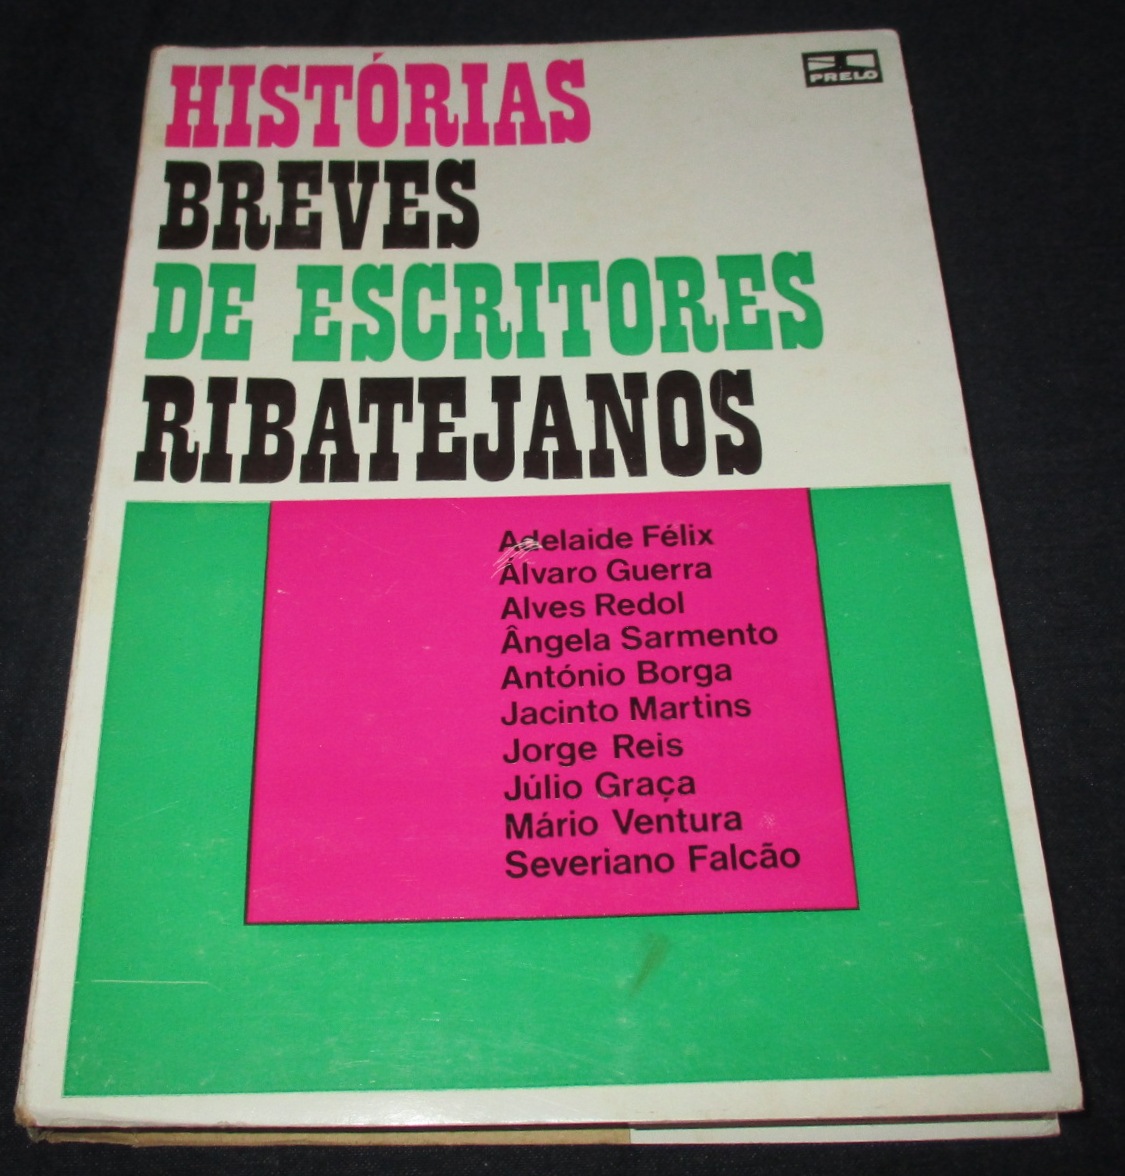 HISTÓRIAS
BREVES
DE ESCRITORES
RIBATEJANOS
PRELO
Adelaide Félix
Álvaro Guerra
Alves Redol
Ângela Sarmento
António Borga
Jacinto Martins
Jorge Reis
Júlio Graça
Mário Ventura
Severiano Falcão